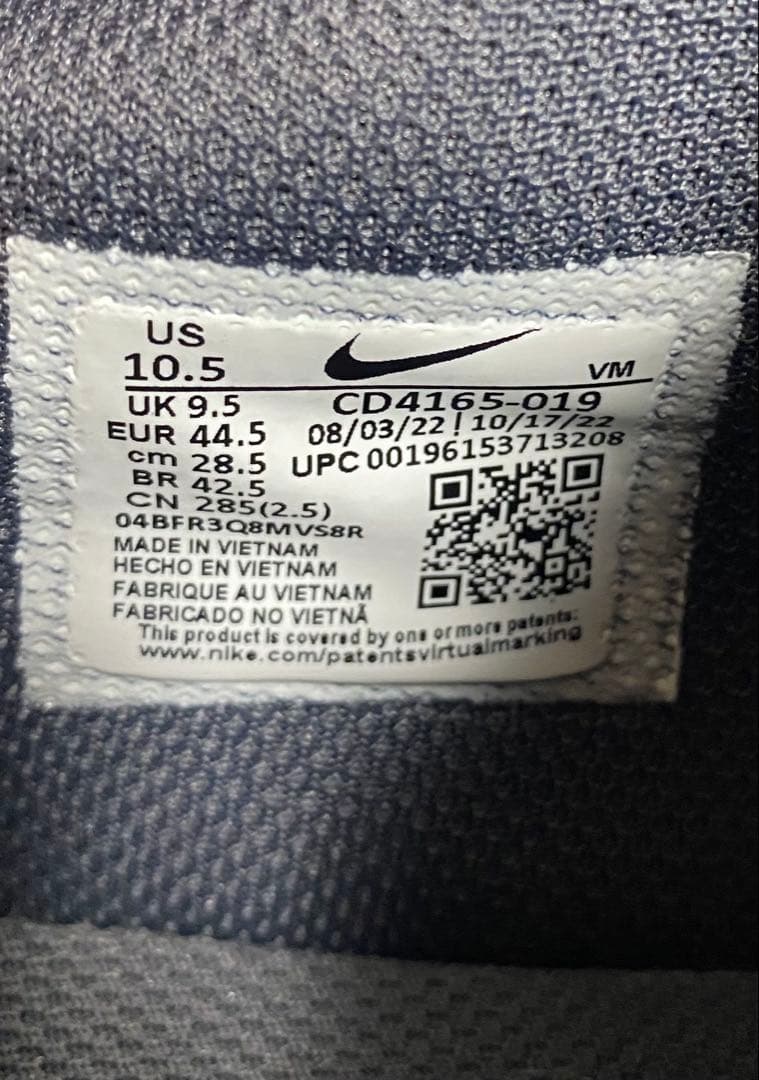 US
10.5
VM
UK 9.5
CD4165-019
EUR 44.5
08/03/22 | 10/17/22
cm 28.5
UPC 00196153713208
BR 42.5
CN 285(2.5)
04BFR3Q8MVS8R
MADE IN VIETNAM
HECHO EN VIETNAM
FABRIQUE AU VIETNAM
FABRICADO NO VIETNÃ
This product is covered by one or more patents:
www.nike.com/patentsvirtualmarking